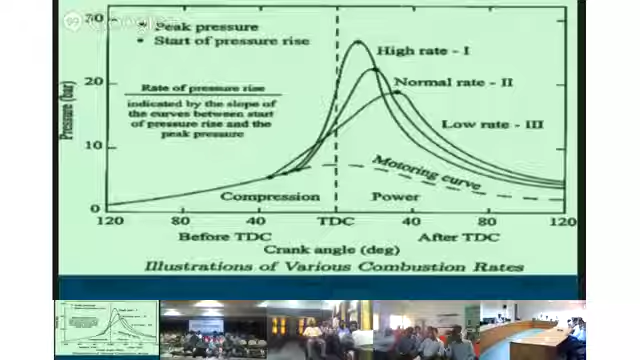 30
Peak pressure
Start of pressure rise
High rate - I
20
Normal rate - II
Rate of pressure rise
indicated by the slope of
the curves between start
of pressure rise and the
peak pressure
Pressure (bar)
Low rate - III
10
Motoring curve
Compression
Power
0
120 80 40 TDC 40 80 120
Before TDC
After TDC
Crank angle (deg)
Illustrations of Various Combustion Rates